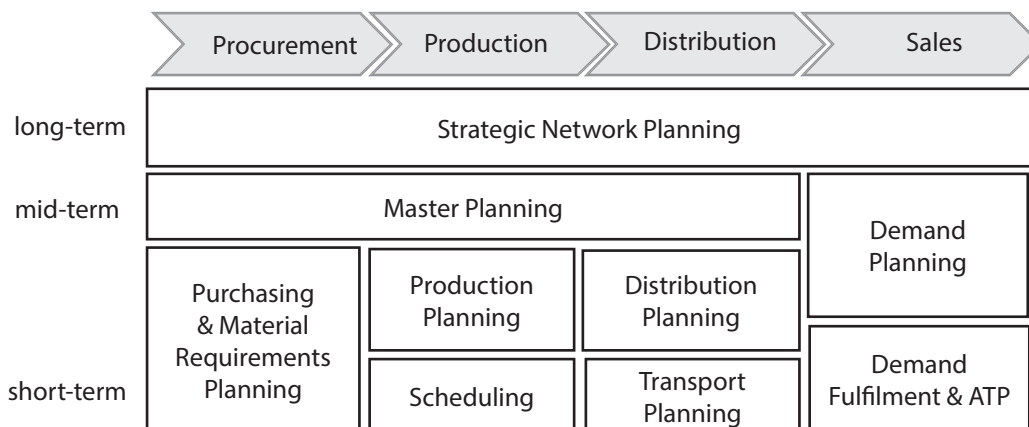 Procurement
Production
Distribution
Sales
long-term
Strategic Network Planning
mid-term
Master Planning
Demand
Planning
Purchasing
& Material
Requirements
Planning
Production
Planning
Distribution
Planning
short-term
Scheduling
Transport
Planning
Demand
Fulfilment & ATP